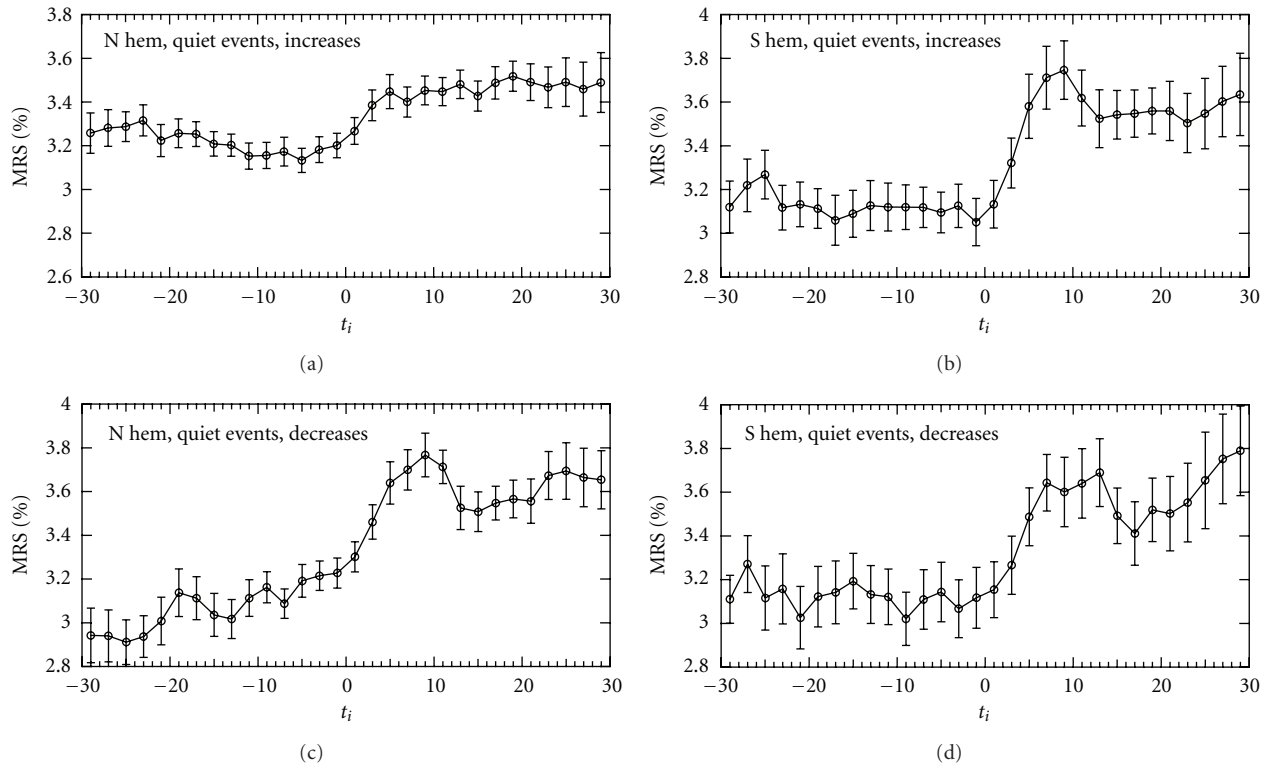 3.8
3.6
3.4
3.2
3
2.8
2.6
MRS (%)
N hem, quiet events, increases
−30 −20 −10 0 10 20 30
t_i
(a)
4
3.8
3.6
3.4
3.2
3
2.8
MRS (%)
S hem, quiet events, increases
−30 −20 −10 0 10 20 30
t_i
(b)
4
3.8
3.6
3.4
3.2
3
2.8
MRS (%)
N hem, quiet events, decreases
−30 −20 −10 0 10 20 30
t_i
(c)
4
3.8
3.6
3.4
3.2
3
2.8
MRS (%)
S hem, quiet events, decreases
−30 −20 −10 0 10 20 30
t_i
(d)